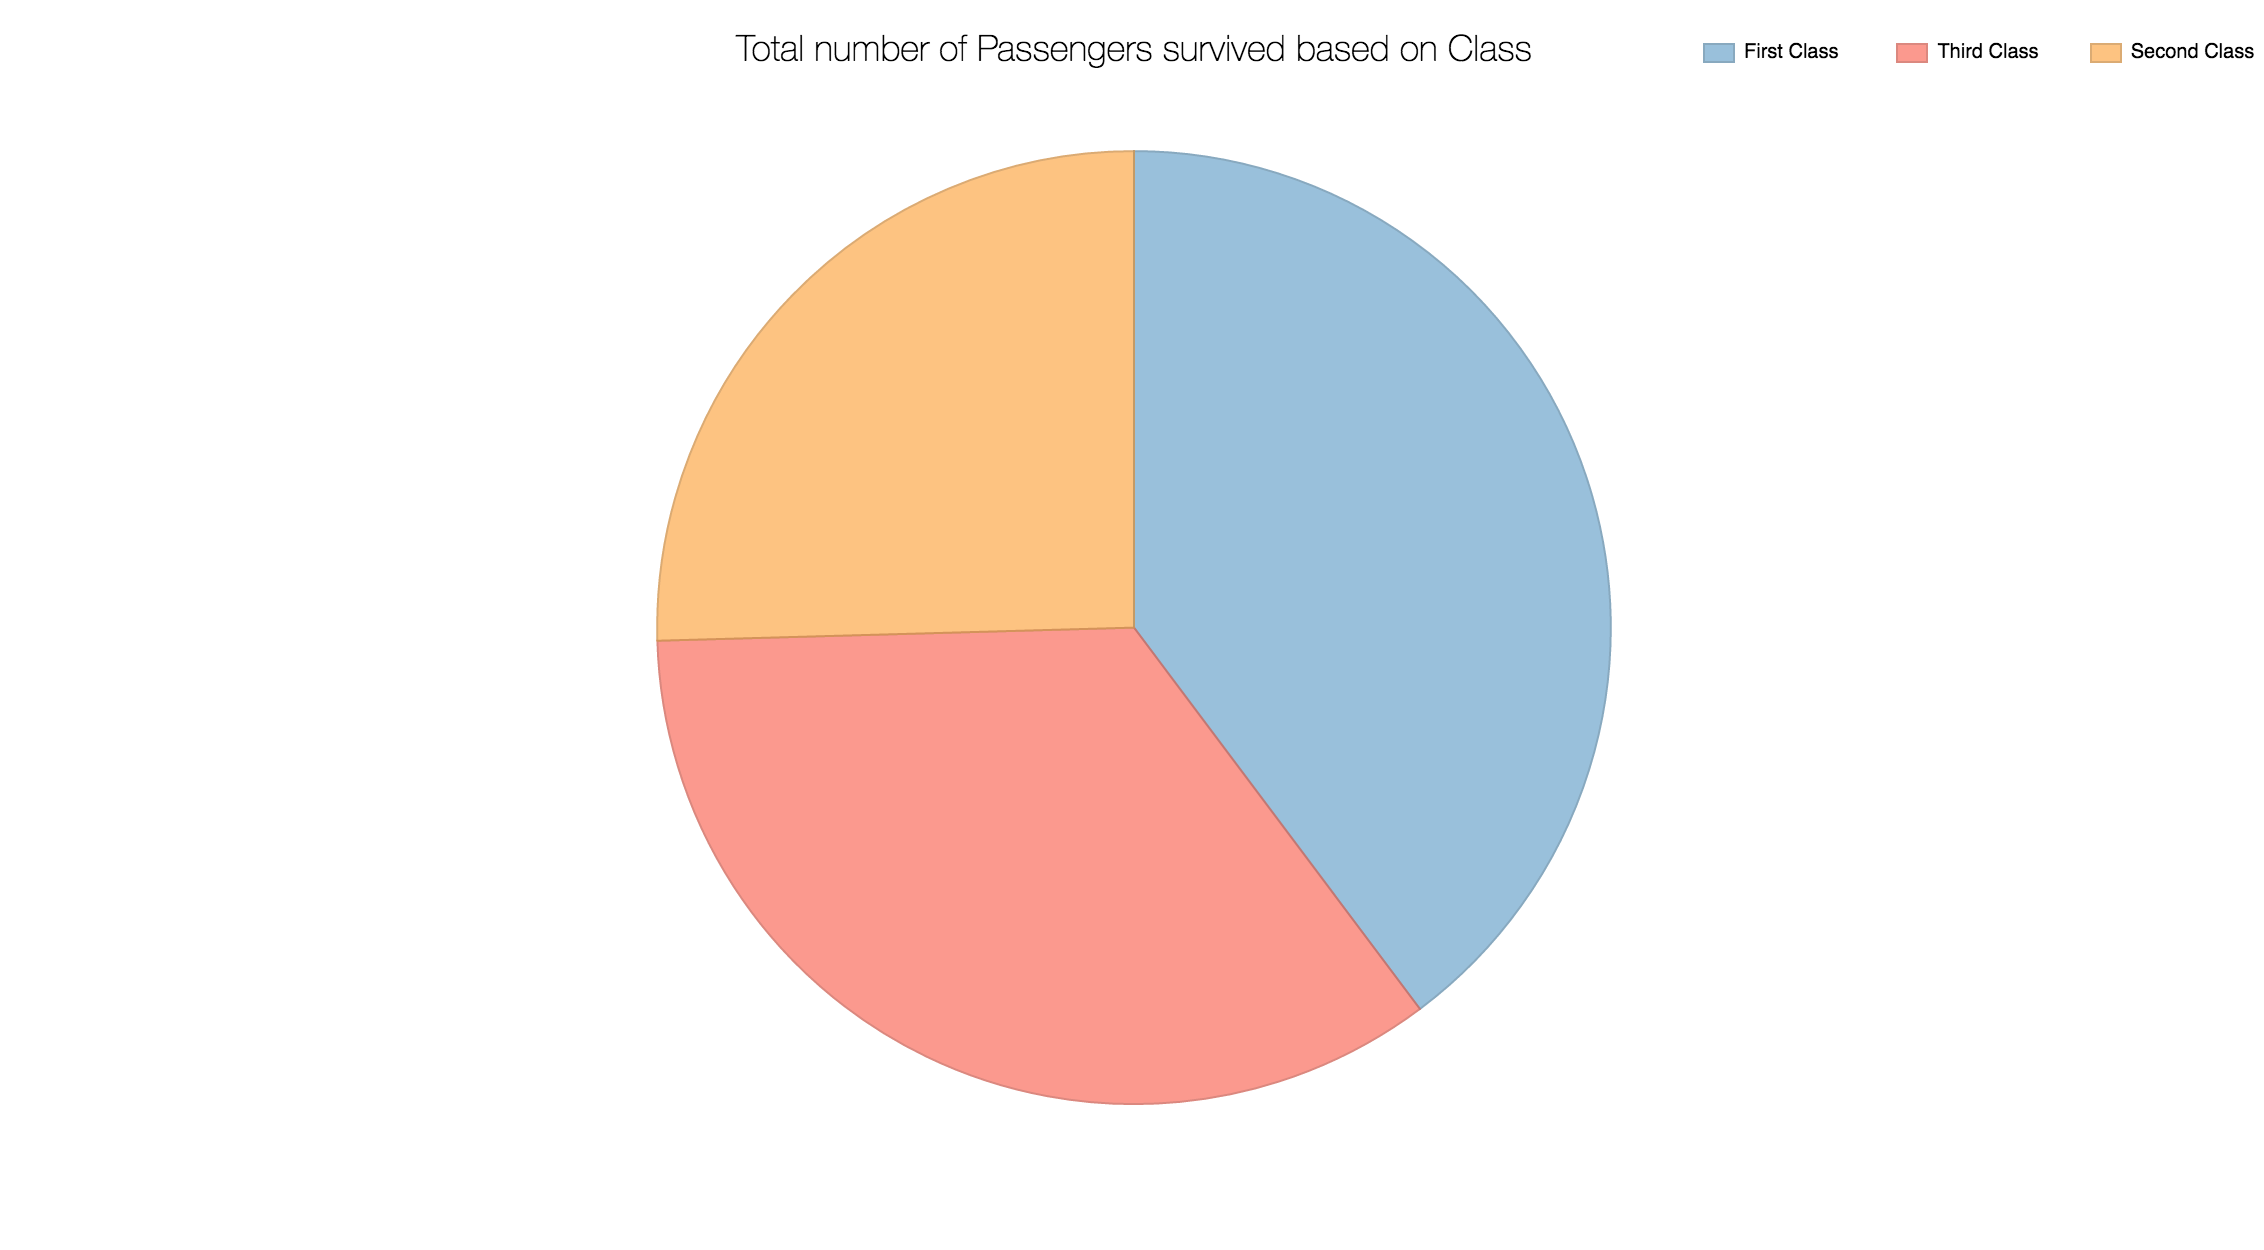 Total number of Passengers survived based on Class
First Class
Third Class
Second Class